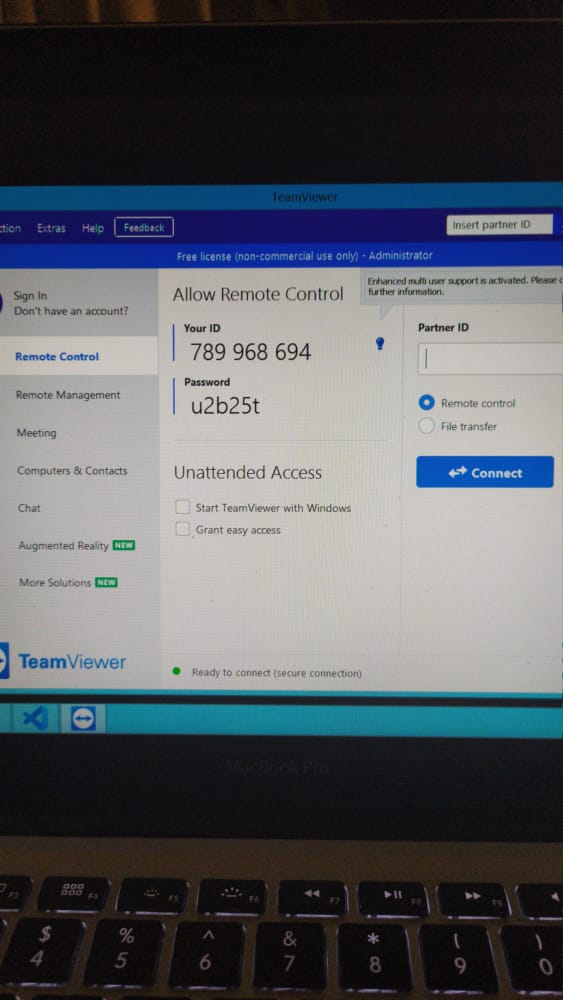 TeamViewer
Extras Help Feedback
Insert partner ID
Free license (non-commercial use only) - Administrator
Enhanced multi user support is activated. Please
further information.
Sign In
Don't have an account?
Remote Control
Remote Management
Meeting
Computers & Contacts
Chat
Augmented Reality NEW
More Solutions NEW
TeamViewer
Allow Remote Control
Your ID
789 968 694
Password
u2b25t
Unattended Access
Start TeamViewer with Windows
Grant easy access
Partner ID
Remote control
File transfer
Connect
Ready to connect (secure connection)
MacBook Pro
F4 F5 F6 F7 F8 F9
$ % ^ & * ( )
4 5 6 7 8 9 0